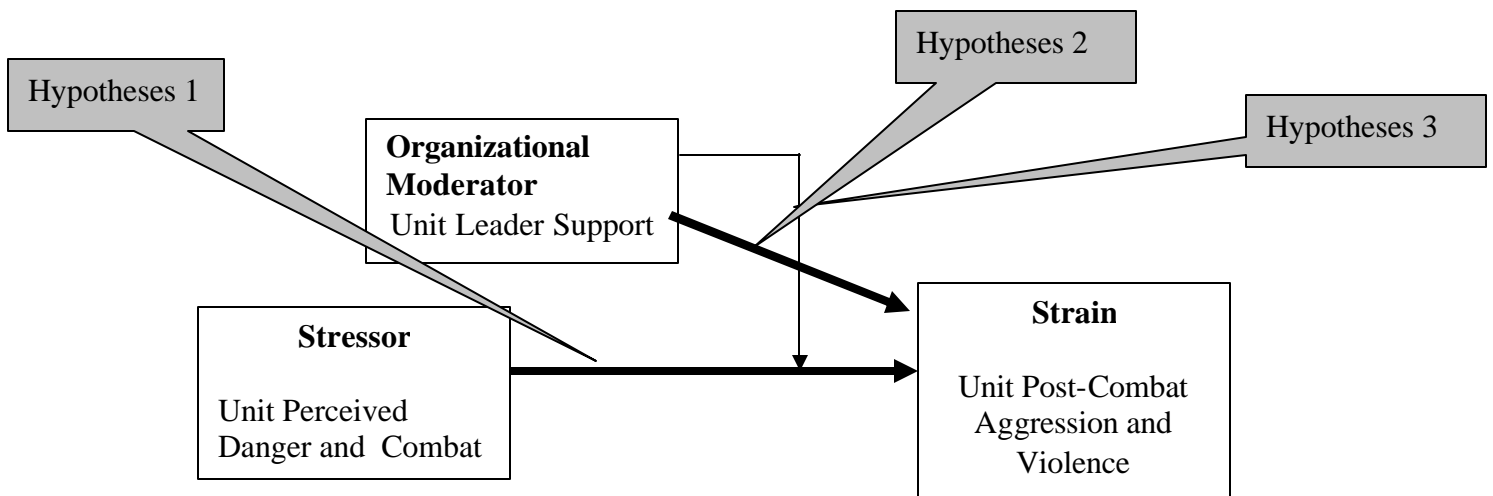 Hypotheses 2
Hypotheses 1
Hypotheses 3
Organizational
Moderator
Unit Leader Support
Stressor
Unit Perceived
Danger and Combat
Strain
Unit Post-Combat
Aggression and
Violence